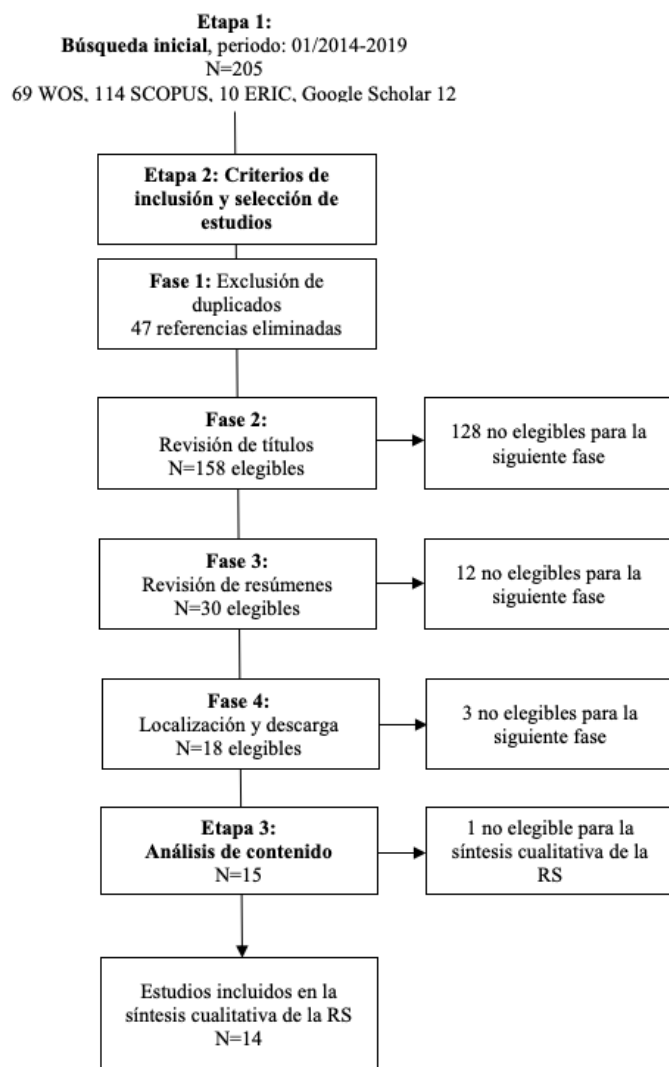 Etapa 1:
Búsqueda inicial, periodo: 01/2014-2019
N=205
69 WOS, 114 SCOPUS, 10 ERIC, Google Scholar 12
Etapa 2: Criterios de
inclusión y selección de
estudios
Fase 1: Exclusión de
duplicados
47 referencias eliminadas
Fase 2:
Revisión de títulos
N=158 elegibles
128 no elegibles para la
siguiente fase
Fase 3:
Revisión de resúmenes
N=30 elegibles
12 no elegibles para la
siguiente fase
Fase 4:
Localización y descarga
N=18 elegibles
3 no elegibles para la
siguiente fase
Etapa 3:
Análisis de contenido
N=15
1 no elegible para la
síntesis cualitativa de la
RS
Estudios incluidos en la
síntesis cualitativa de la RS
N=14